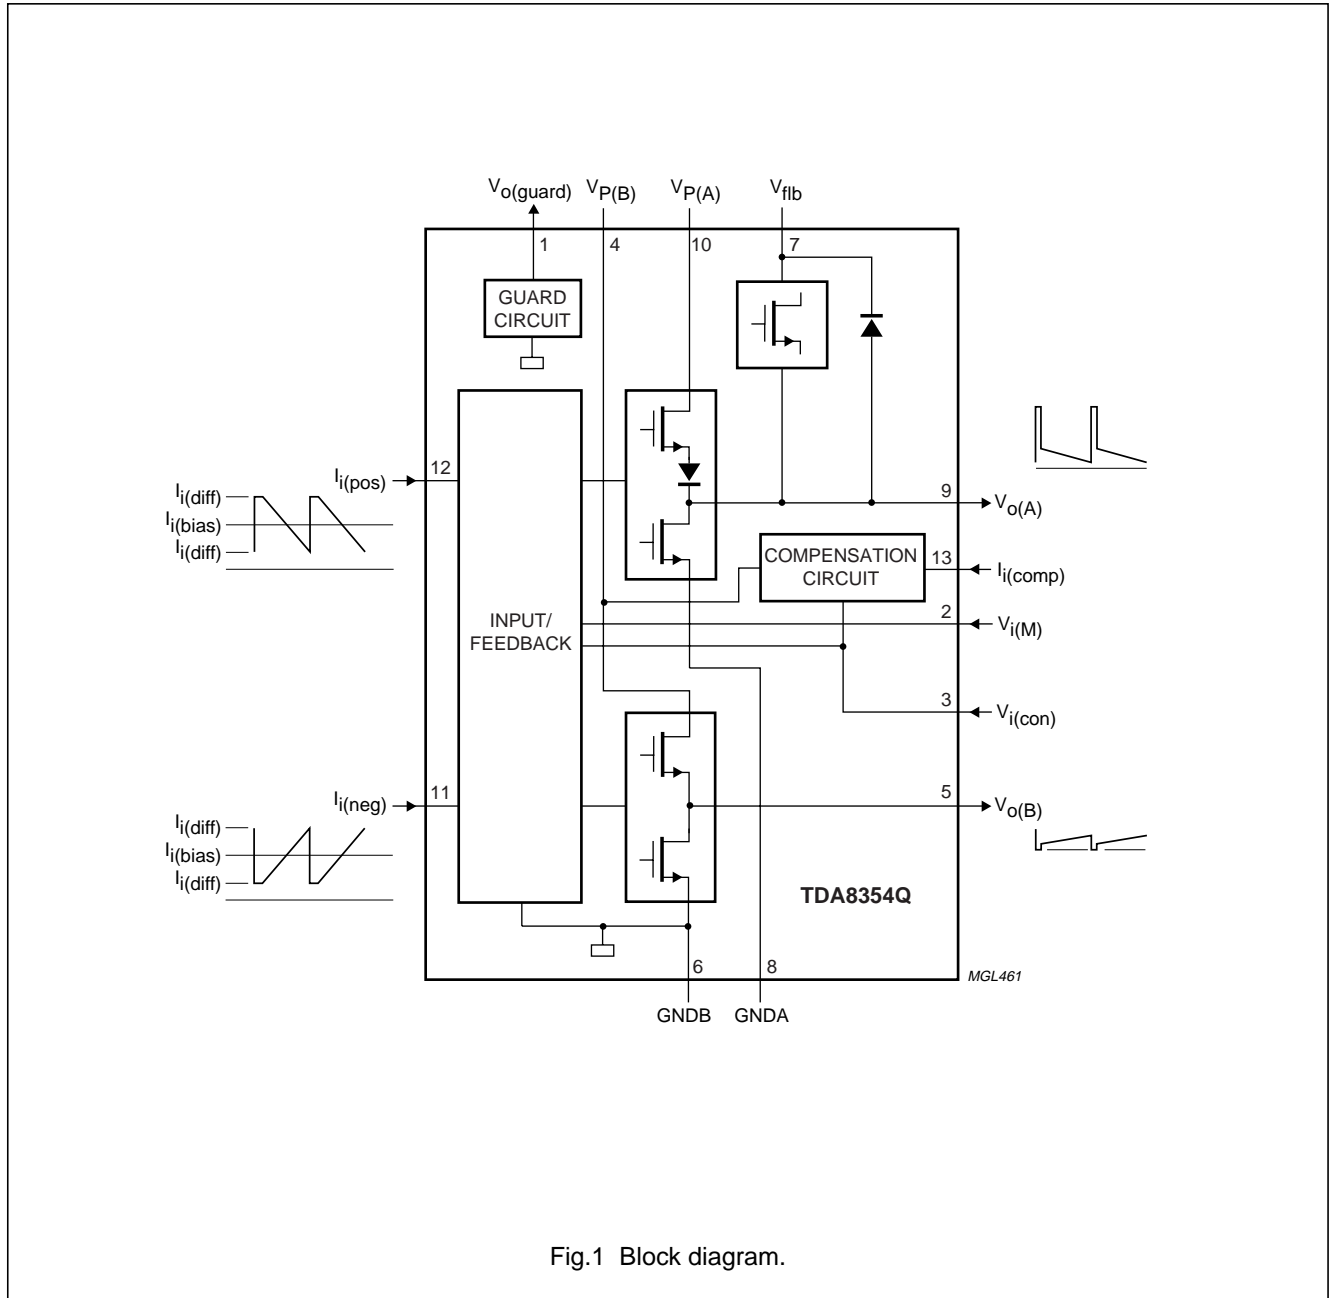 Vo(guard) VP(B) VP(A) Vflb
1 4 10 7
GUARD
CIRCUIT
Ii(pos) 12
Ii(diff)
Ii(bias)
Ii(diff)
9 Vo(A)
COMPENSATION
CIRCUIT
13 Ii(comp)
INPUT/
FEEDBACK
2 Vi(M)
3 Vi(con)
Ii(neg) 11
Ii(diff)
Ii(bias)
Ii(diff)
5 Vo(B)
TDA8354Q
6 8
MGL461
GNDB GNDA
Fig.1 Block diagram.